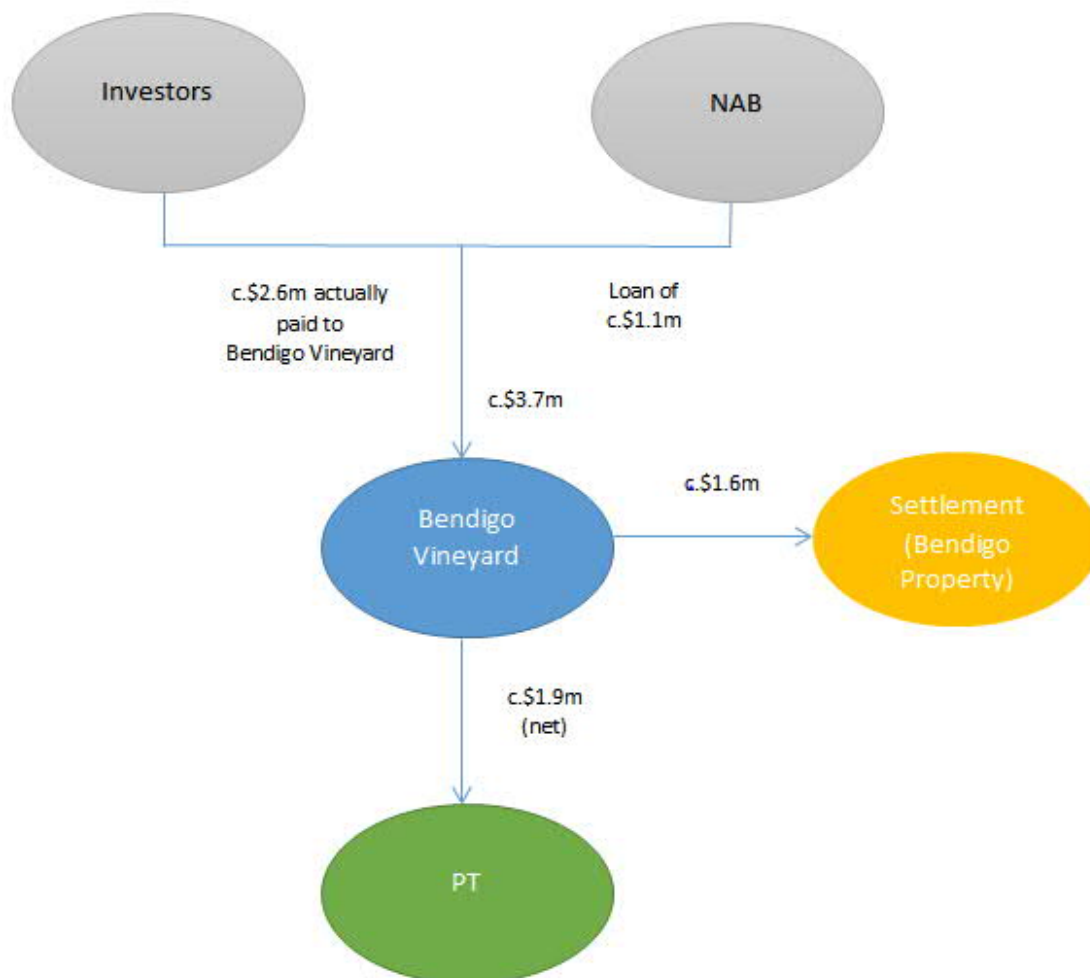 Investors
NAB
c.$2.6m actually
paid to
Bendigo Vineyard
Loan of
c.$1.1m
c.$3.7m
Bendigo
Vineyard
c.$1.6m
Settlement
(Bendigo
Property)
c.$1.9m
(net)
PT